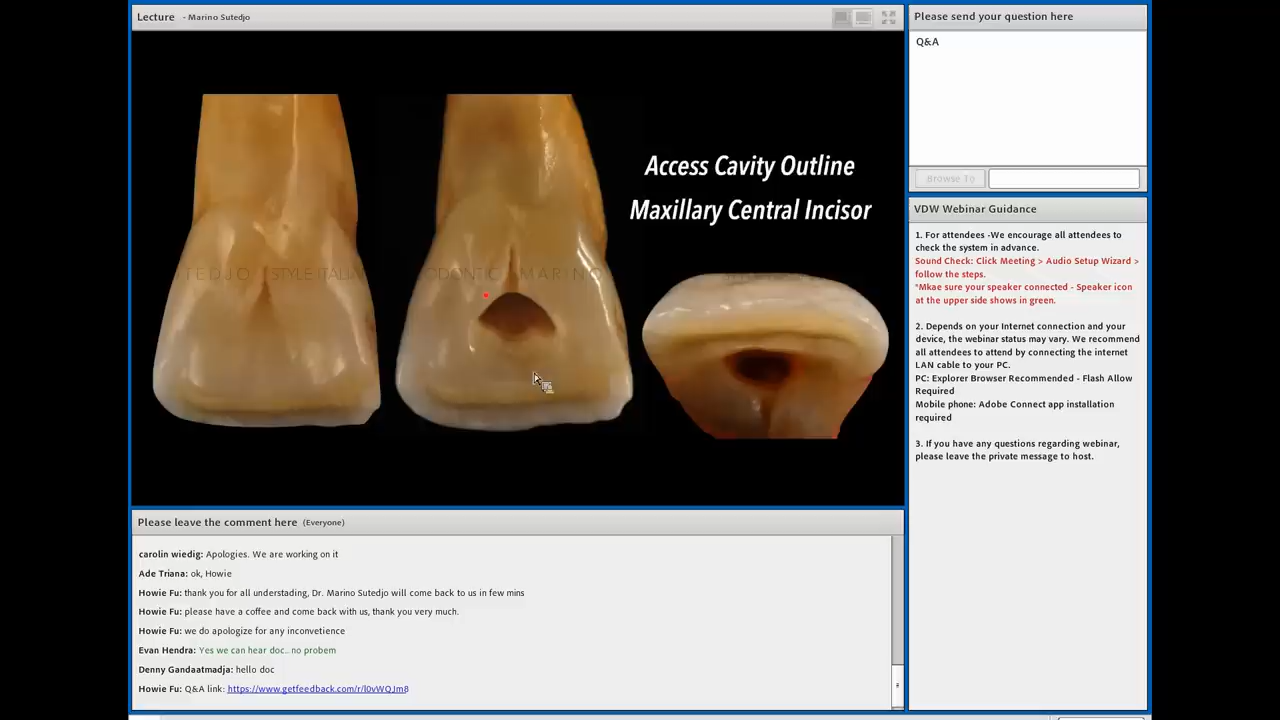 Lecture - Marino Sutedjo
Access Cavity Outline
Maxillary Central Incisor
TEDJO STYLE ITALIA ODONTIC MARINO
Please leave the comment here (Everyone)
carolin wiedig: Apologies. We are working on it
Ade Triana: ok, Howie
Howie Fu: thank you for all understading, Dr. Marino Sutedjo will come back to us in few mins
Howie Fu: please have a coffee and come back with us, thank you very much.
Howie Fu: we do apologize for any incovetience
Evan Hendra: Yes we can hear doc.. no probem
Denny Gandaatmadja: hello doc
Howie Fu: Q&A link: https://www.getfeedback.com/r/l0vWQJm8
Please send your question here
Q&A
Browse To
VDW Webinar Guidance
1. For attendees -We encourage all attendees to
check the system in advance.
Sound Check: Click Meeting > Audio Setup Wizard >
follow the steps.
*Mkae sure your speaker connected - Speaker icon
at the upper side shows in green.
2. Depends on your Internet connection and your
device, the webinar status may vary. We recommend
all attendees to attend by connecting the internet
LAN cable to your PC.
PC: Explorer Browser Recommended - Flash Allow
Required
Mobile phone: Adobe Connect app installation
required
3. If you have any questions regarding webinar,
please leave the private message to host.